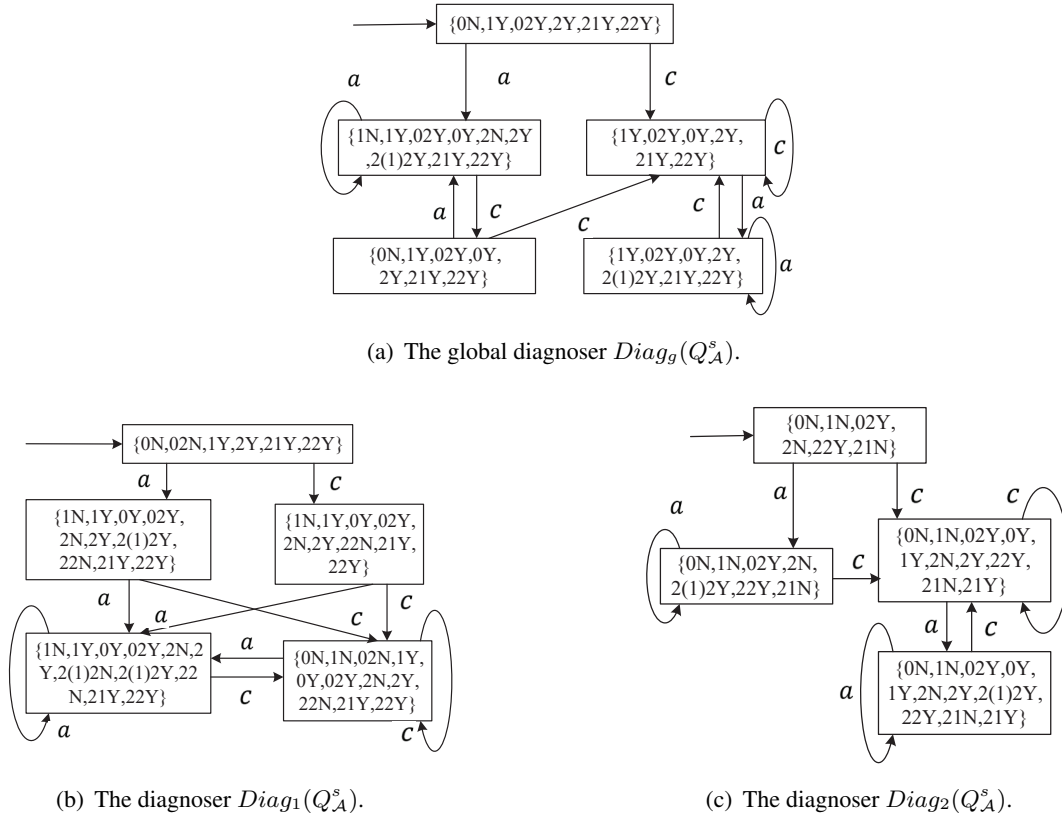 {0N,1Y,02Y,2Y,21Y,22Y}
a
a
c
{1N,1Y,02Y,0Y,2N,2Y
,2(1)2Y,21Y,22Y}
{1Y,02Y,0Y,2Y,
21Y,22Y}
c
a
c
c
c
a
{0N,1Y,02Y,0Y,
2Y,21Y,22Y}
{1Y,02Y,0Y,2Y,
2(1)2Y,21Y,22Y}
a
(a) The global diagnoser Diag_g(Q^s_A).
{0N,02N,1Y,2Y,21Y,22Y}
a
c
{1N,1Y,0Y,02Y,
2N,2Y,2(1)2Y,
22N,21Y,22Y}
{1N,1Y,0Y,02Y,
2N,2Y,22N,21Y,
22Y}
a
a
c
c
{1N,1Y,0Y,02Y,2N,2
Y,2(1)2N,2(1)2Y,22
N,21Y,22Y}
a
c
{0N,1N,02N,1Y,
0Y,02Y,2N,2Y,
22N,21Y,22Y}
a
c
(b) The diagnoser Diag_1(Q^s_A).
{0N,1N,02Y,
2N,22Y,21N}
a
a
c
c
{0N,1N,02Y,2N,
2(1)2Y,22Y,21N}
c
{0N,1N,02Y,0Y,
1Y,2N,2Y,22Y,
21N,21Y}
a
c
a
{0N,1N,02Y,0Y,
1Y,2N,2Y,2(1)2Y,
22Y,21N,21Y}
(c) The diagnoser Diag_2(Q^s_A).